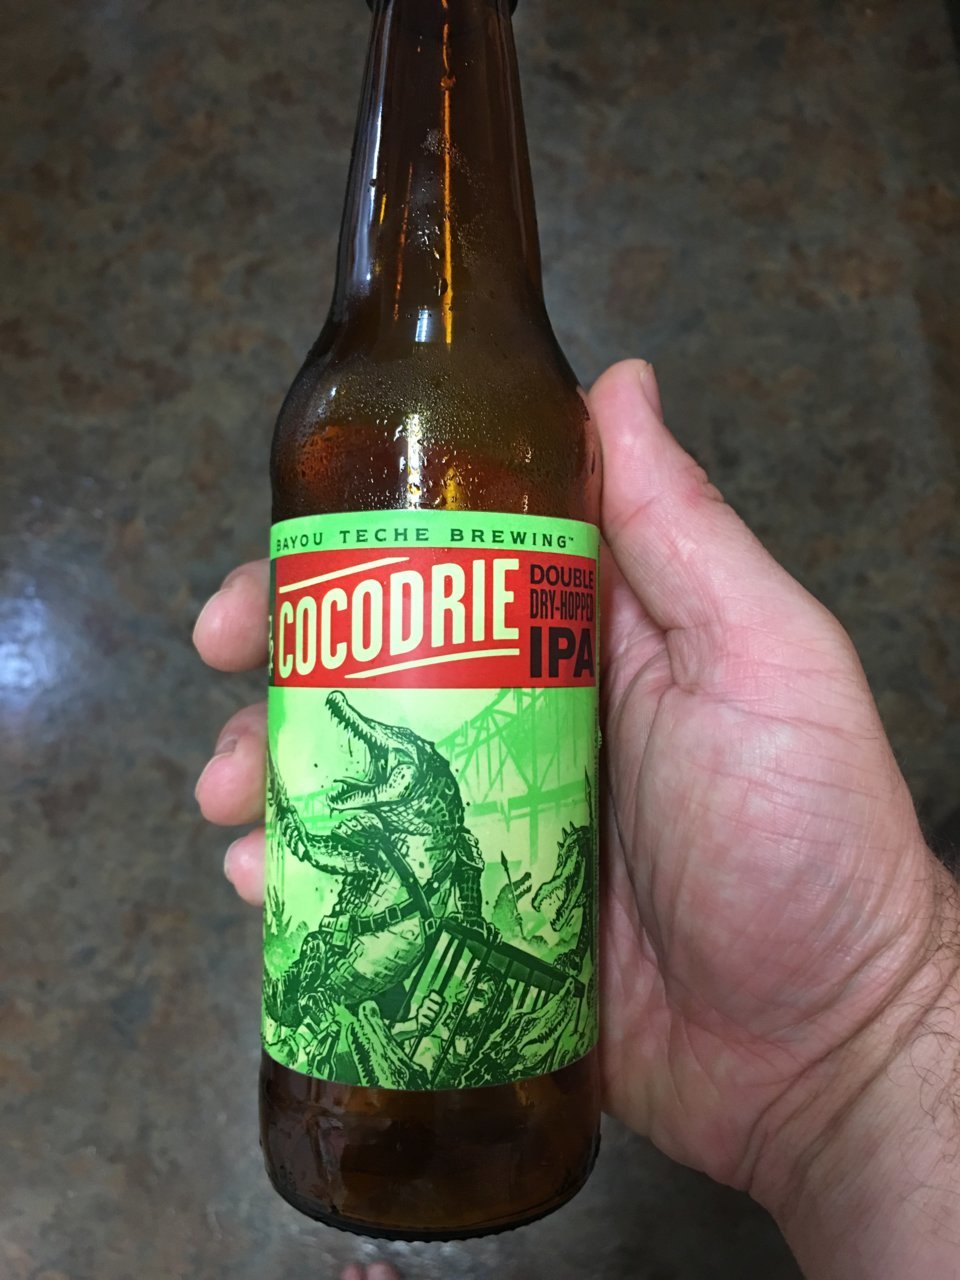 BAYOU TECHE BREWING™
COCODRIE
DOUBLE
DRY-HOPPED
IPA